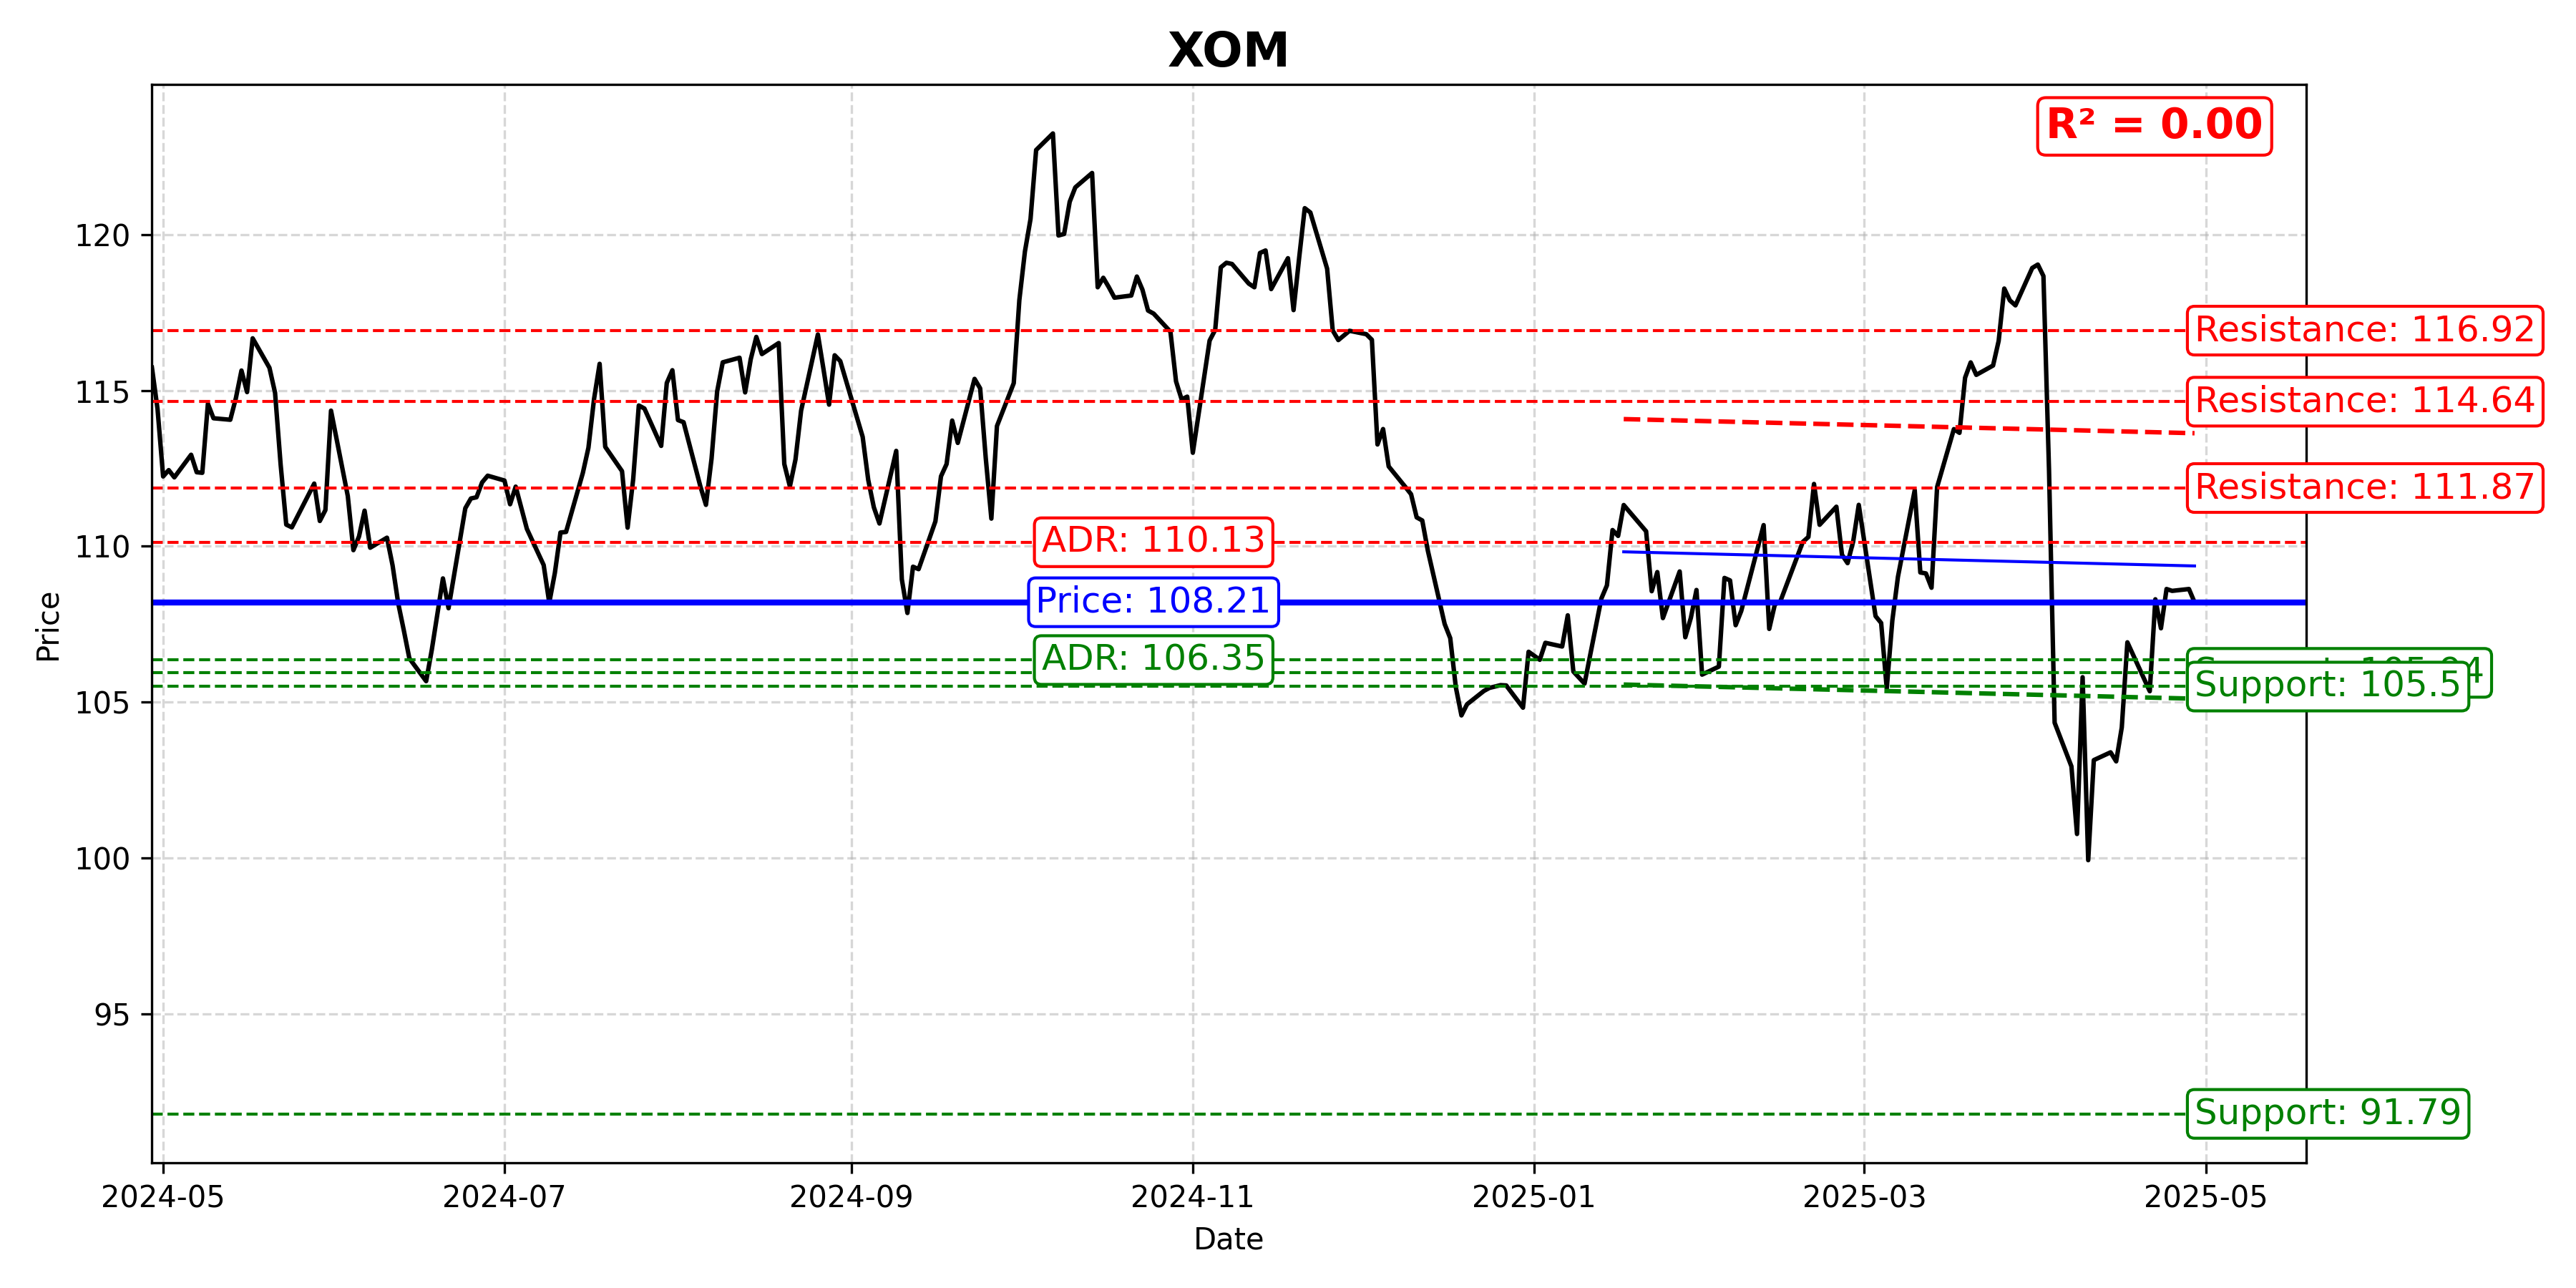 XOM
R² = 0.00
120
115
110
105
100
95
Price
Resistance: 116.92
Resistance: 114.64
Resistance: 111.87
ADR: 110.13
Price: 108.21
ADR: 106.35
Support: 105.5
Support: 91.79
2024-05
2024-07
2024-09
2024-11
2025-01
2025-03
2025-05
Date